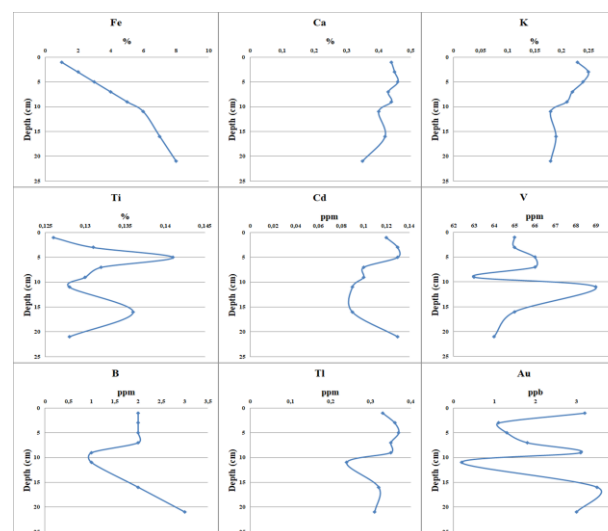 Fe
%
0 2 4 6 8 10
0
5
10
15
20
25
Depth (cm)
Ca
%
0 0,1 0,2 0,3 0,4 0,5
0
5
10
15
20
25
Depth (cm)
K
%
0 0,05 0,1 0,15 0,2 0,25
0
5
10
15
20
25
Depth (cm)
Ti
%
0,125 0,13 0,135 0,14 0,145
0
5
10
15
20
25
Depth (cm)
Cd
ppm
0 0,02 0,04 0,06 0,08 0,1 0,12 0,14
0
5
10
15
20
25
Depth (cm)
V
ppm
62 63 64 65 66 67 68 69
0
5
10
15
20
25
Depth (cm)
B
ppm
0 0,5 1 1,5 2 2,5 3 3,5
0
5
10
15
20
25
Depth (cm)
Tl
ppm
0 0,1 0,2 0,3 0,4
0
5
10
15
20
25
Depth (cm)
Au
ppb
0 1 2 3
0
5
10
15
20
25
Depth (cm)